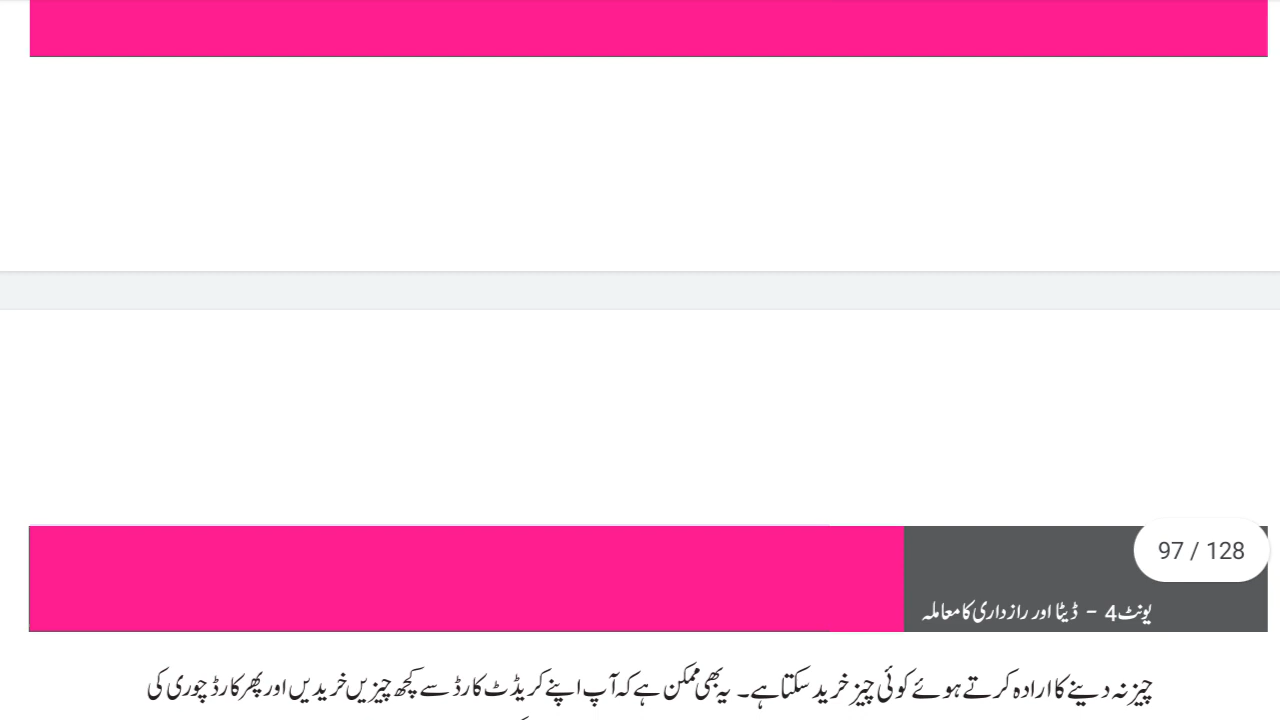 97 / 128
یونٹ 4 - ڈیٹا اور رازداری کا معاملہ
چیز نہ دینے کا ارادہ کرتے ہوئے کوئی چیز خرید سکتا ہے۔ یہ بھی ممکن ہے کہ آپ اپنے کریڈٹ کارڈ سے کچھ چیزیں خریدیں اور پھر کارڈ چوری کی